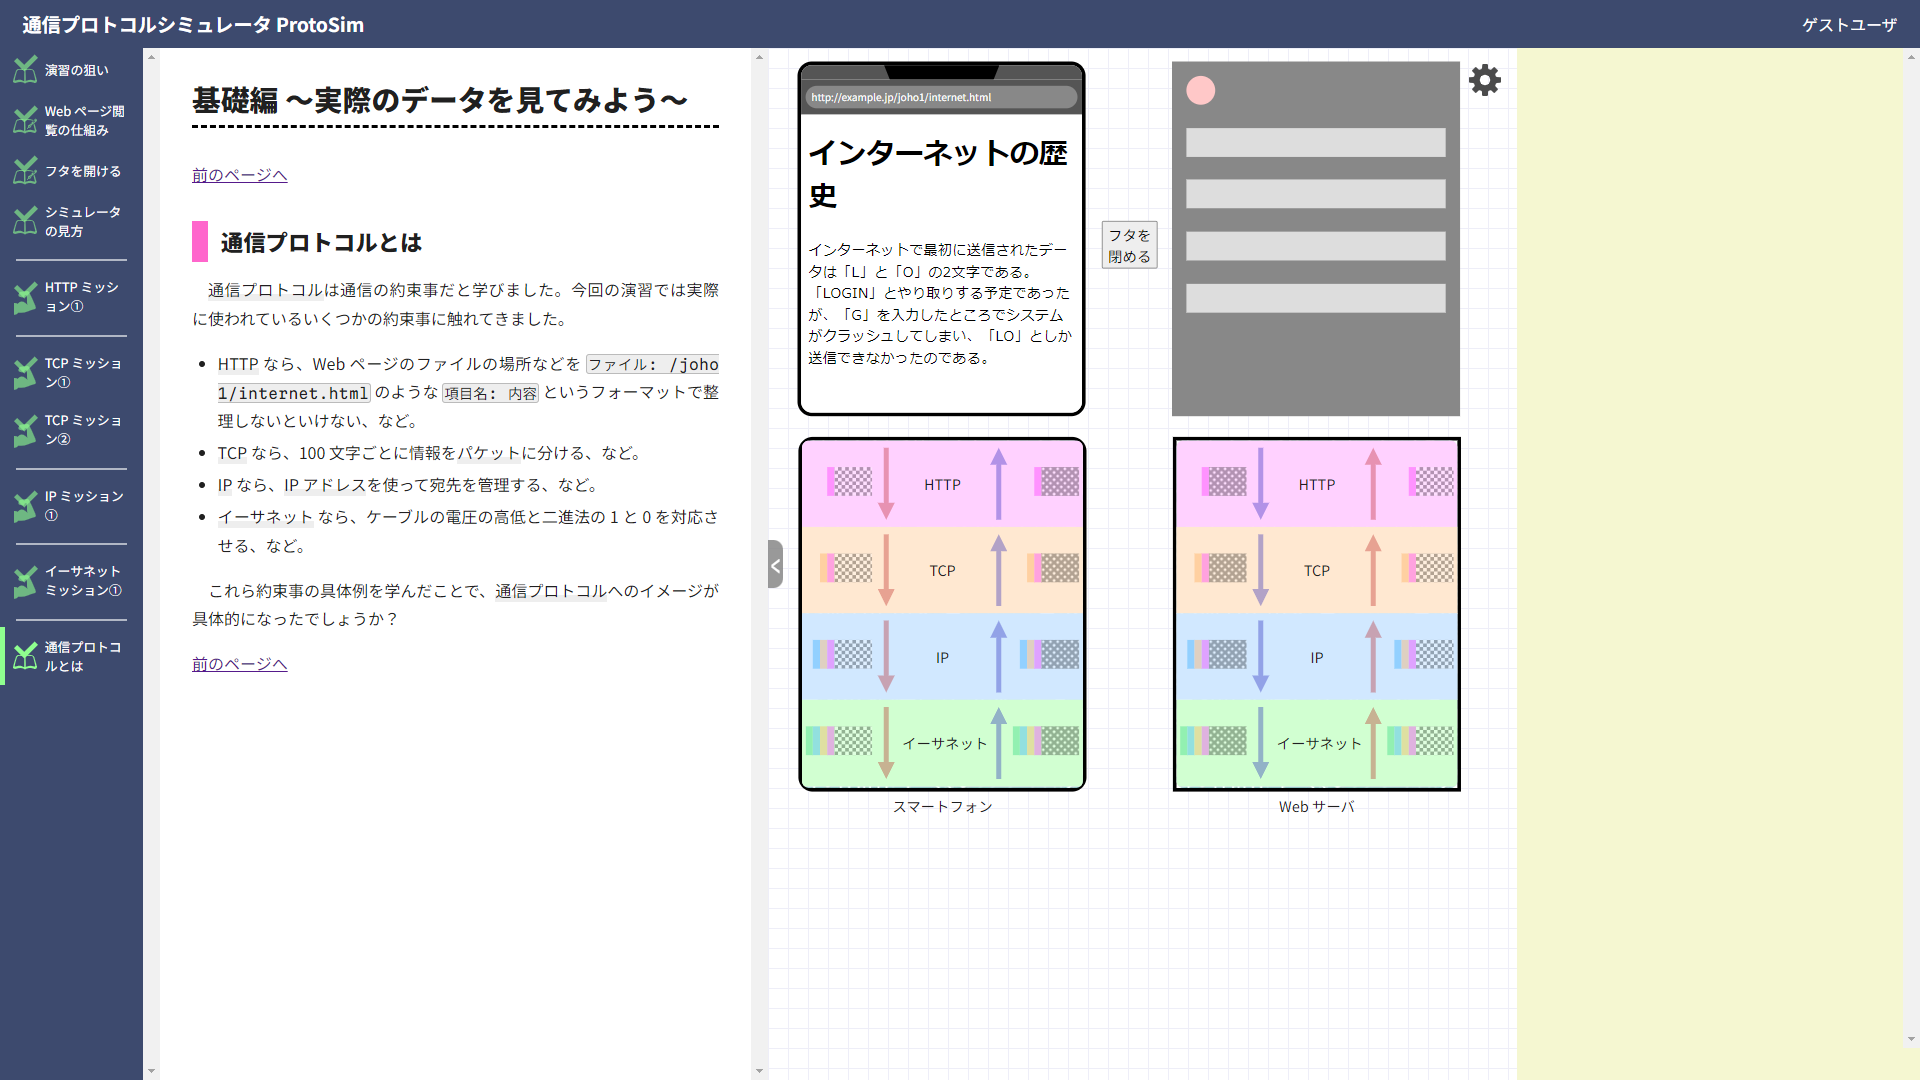 通信プロトコルシミュレータ ProtoSim
ゲストユーザ
演習の狙い
Web ページ閲
覧の仕組み
フタを開ける
シミュレータ
の見方
HTTP ミッシ
ョン①
TCP ミッショ
ン①
TCP ミッショ
ン②
IP ミッション
①
イーサネット
ミッション①
通信プロトコ
ルとは
基礎編 ～実際のデータを見てみよう～
前のページへ
通信プロトコルとは
通信プロトコルは通信の約束事だと学びました。今回の演習では実際
に使われているいくつかの約束事に触れてきました。
• HTTP なら、Web ページのファイルの場所などを ファイル: /joho
1/internet.html のような 項目名: 内容 というフォーマットで整
理しないといけない、など。
• TCP なら、100 文字ごとに情報をパケットに分ける、など。
• IP なら、IP アドレスを使って宛先を管理する、など。
• イーサネット なら、ケーブルの電圧の高低と二進法の 1 と 0 を対応さ
せる、など。
これら約束事の具体例を学んだことで、通信プロトコルへのイメージが
具体的になったでしょうか？
前のページへ
http://example.jp/joho1/internet.html
インターネットの歴
史
インターネットで最初に送信されたデー
タは「L」と「O」の2文字である。
「LOGIN」とやり取りする予定であった
が、「G」を入力したところでシステム
がクラッシュしてしまい、「LO」としか
送信できなかったのである。
フタを
閉める
HTTP
TCP
IP
イーサネット
スマートフォン
HTTP
TCP
IP
イーサネット
Web サーバ